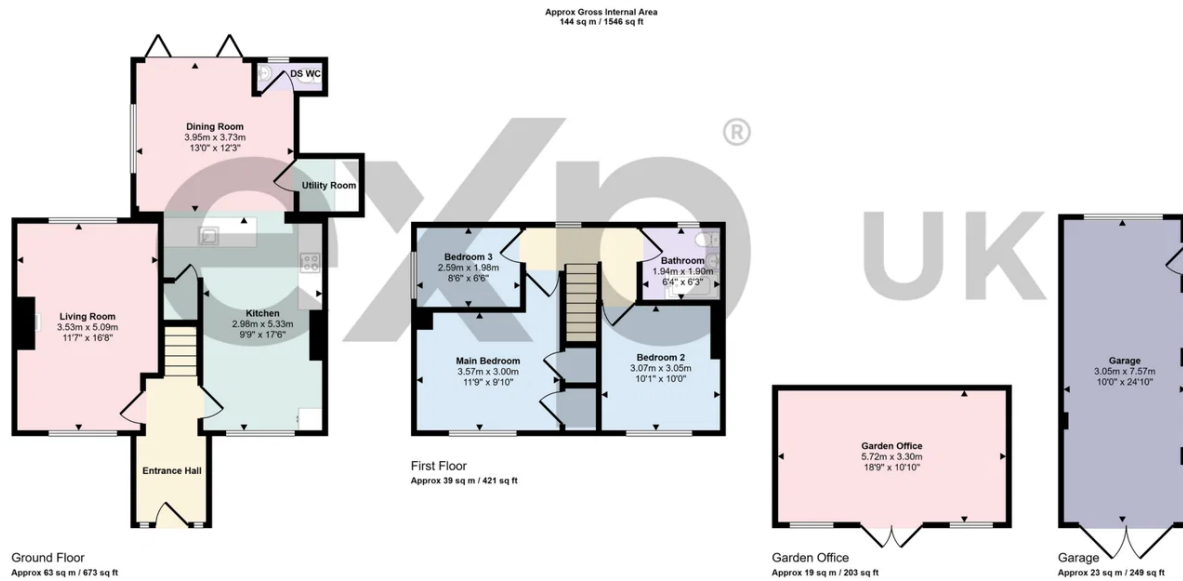 Approx Gross Internal Area
144 sq m / 1546 sq ft
DS WC
Dining Room
3.95m x 3.73m
13'0" x 12'3"
Utility Room
Living Room
3.53m x 5.09m
11'7" x 16'8"
Kitchen
2.98m x 5.33m
9'9" x 17'6"
Entrance Hall
Ground Floor
Approx 63 sq m / 673 sq ft
Bedroom 3
2.59m x 1.98m
8'6" x 6'6"
Bathroom
1.94m x 1.90m
6'4" x 6'3"
Main Bedroom
3.57m x 3.00m
11'9" x 9'10"
Bedroom 2
3.07m x 3.05m
10'1" x 10'0"
First Floor
Approx 39 sq m / 421 sq ft
Garden Office
5.72m x 3.30m
18'9" x 10'10"
Garden Office
Approx 19 sq m / 203 sq ft
Garage
3.05m x 7.57m
10'0" x 24'10"
Garage
Approx 23 sq m / 249 sq ft
exp® UK